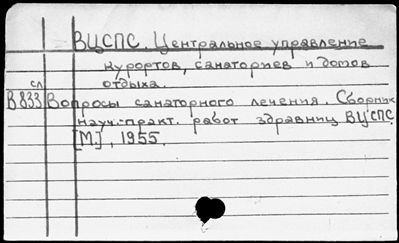 ВЦСПС. Центральное управление
курортов, санаториев и домов
отдыха.
сл
В 833 Вопросы санаторного лечения. Сборник
науч.-практ. работ здравниц ВЦСПС.
[М.], 1955.